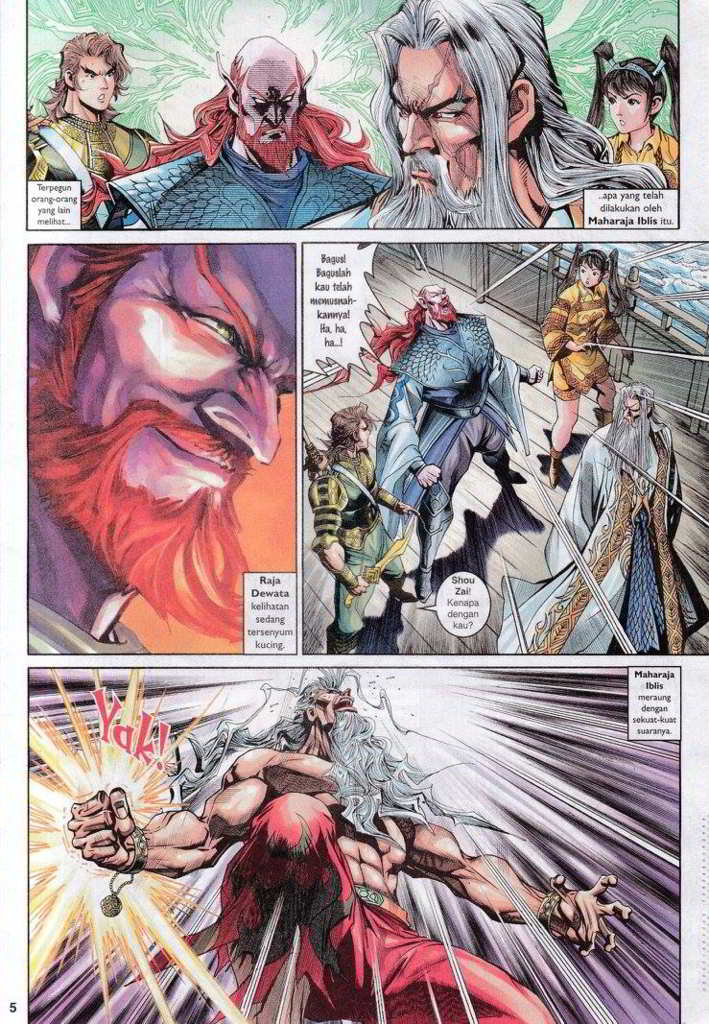 Terpegun
orang-orang
yang lain
melihat...
..apa yang telah
dilakukan oleh
Maharaja Iblis itu.
Raja
Dewata
kelihatan
sedang
tersenyum
kucing.
Bagus!
Baguslah
kau telah
memusnah-
kannya!
Ha, ha,
ha...!
Shou
Zai!
Kenapa
dengan
kau?
Maharaja
Iblis
meraung
dengan
sekuat-kuat
suaranya.
Yak!
5